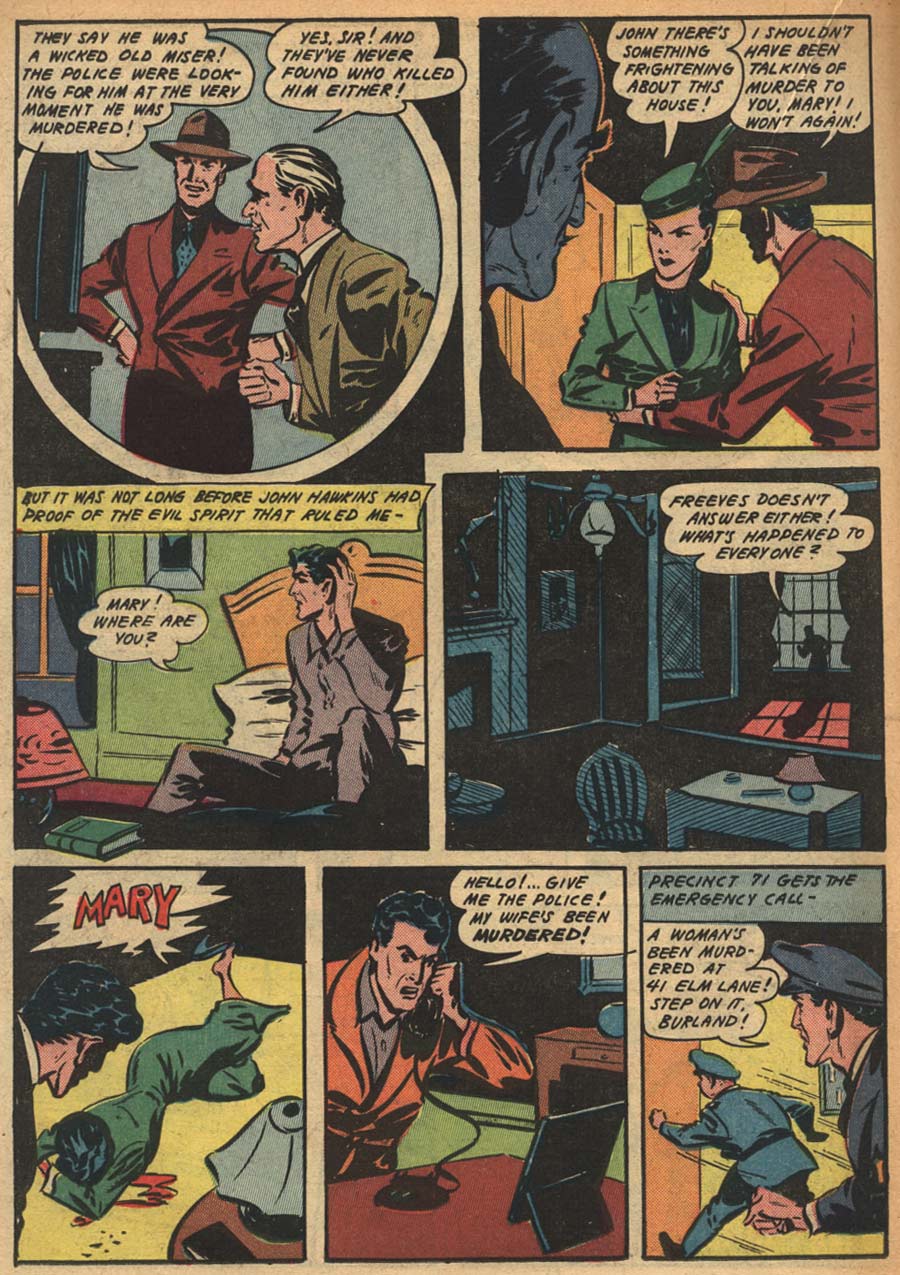 THEY SAY HE WAS
A WICKED OLD MISER!
THE POLICE WERE LOOK-
ING FOR HIM AT THE VERY
MOMENT HE WAS
MURDERED!
YES, SIR! AND
THEY'VE NEVER
FOUND WHO KILLED
HIM EITHER!
JOHN THERE'S
SOMETHING
FRIGHTENING
ABOUT THIS
HOUSE!
I SHOULDN'T
HAVE BEEN
TALKING OF
MURDER TO
YOU, MARY! I
WON'T AGAIN!
BUT IT WAS NOT LONG BEFORE JOHN HAWKINS HAD
PROOF OF THE EVIL SPIRIT THAT RULED ME-
MARY!
WHERE ARE
YOU?
FREEYES DOESN'T
ANSWER EITHER!
WHAT'S HAPPENED TO
EVERYONE?
MARY
HELLO!... GIVE
ME THE POLICE!
MY WIFE'S BEEN
MURDERED!
PRECINCT 71 GETS THE
EMERGENCY CALL-
A WOMAN'S
BEEN MURD-
ERED AT
41 ELM LANE!
STEP ON IT,
BURLAND!